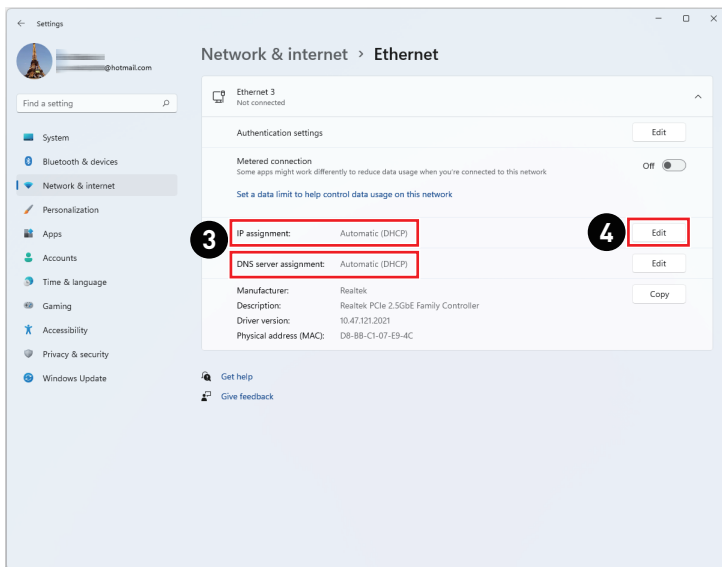 Settings
@hotmail.com
Find a setting
System
Bluetooth & devices
Network & internet
Personalization
Apps
Accounts
Time & language
Gaming
Accessibility
Privacy & security
Windows Update
Network & internet > Ethernet
Ethernet 3
Not connected
Authentication settings
Edit
Metered connection
Some apps might work differently to reduce data usage when you're connected to this network
Off
Set a data limit to help control data usage on this network
3
IP assignment: Automatic (DHCP)
4
Edit
DNS server assignment: Automatic (DHCP)
Edit
Manufacturer: Realtek
Copy
Description: Realtek PCIe 2.5GbE Family Controller
Driver version: 10.47.121.2021
Physical address (MAC): D8-BB-C1-07-E9-4C
Get help
Give feedback